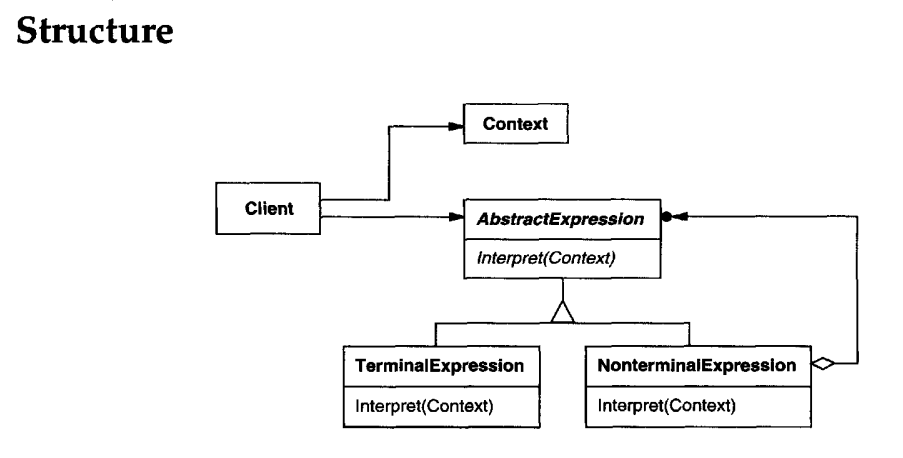 Structure
Context
Client
AbstractExpression
Interpret(Context)
TerminalExpression
Interpret(Context)
NonterminalExpression
Interpret(Context)